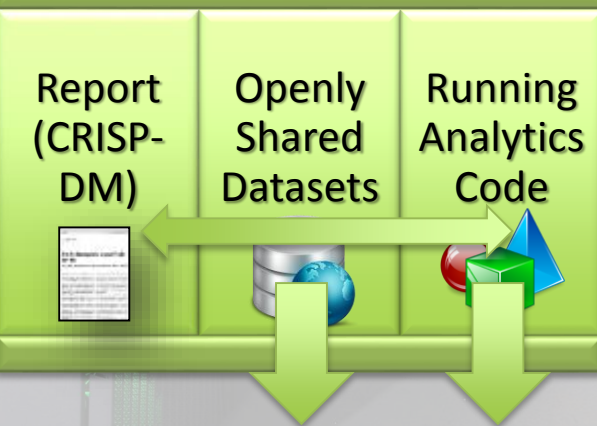 Report
(CRISP-
DM)
Openly
Shared
Datasets
Running
Analytics
Code